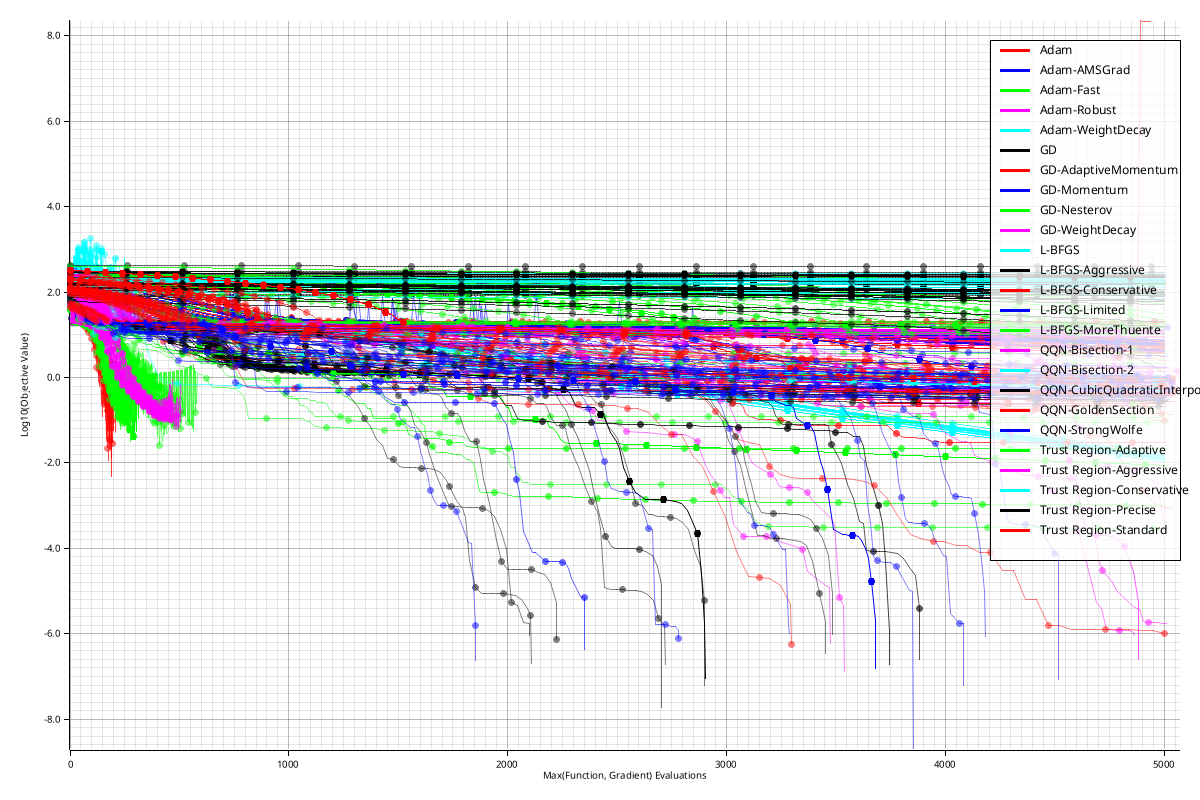 8.0
6.0
4.0
2.0
0.0
-2.0
-4.0
-6.0
-8.0
Log10(Objective Value)
0
1000
2000
3000
4000
5000
Max(Function, Gradient) Evaluations
Adam
Adam-AMSGrad
Adam-Fast
Adam-Robust
Adam-WeightDecay
GD
GD-AdaptiveMomentum
GD-Momentum
GD-Nesterov
GD-WeightDecay
L-BFGS
L-BFGS-Aggressive
L-BFGS-Conservative
L-BFGS-Limited
L-BFGS-MoreThuente
QQN-Bisection-1
QQN-Bisection-2
QQN-CubicQuadraticInterpo
QQN-GoldenSection
QQN-StrongWolfe
Trust Region-Adaptive
Trust Region-Aggressive
Trust Region-Conservative
Trust Region-Precise
Trust Region-Standard